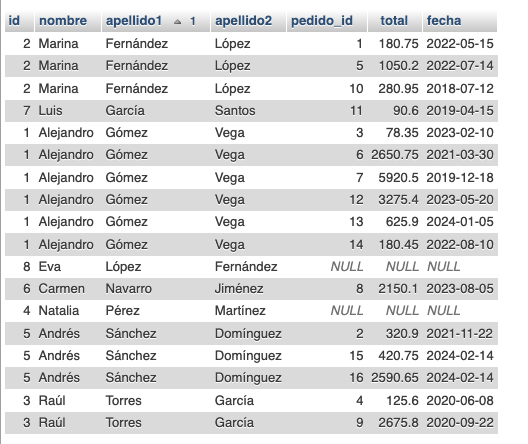 id nombre apellido1 1 apellido2 pedido_id total fecha
2 Marina Fernández López 1 180.75 2022-05-15
2 Marina Fernández López 5 1050.2 2022-07-14
2 Marina Fernández López 10 280.95 2018-07-12
7 Luis García Santos 11 90.6 2019-04-15
1 Alejandro Gómez Vega 3 78.35 2023-02-10
1 Alejandro Gómez Vega 6 2650.75 2021-03-30
1 Alejandro Gómez Vega 7 5920.5 2019-12-18
1 Alejandro Gómez Vega 12 3275.4 2023-05-20
1 Alejandro Gómez Vega 13 625.9 2024-01-05
1 Alejandro Gómez Vega 14 180.45 2022-08-10
8 Eva López Fernández NULL NULL NULL
6 Carmen Navarro Jiménez 8 2150.1 2023-08-05
4 Natalia Pérez Martínez NULL NULL NULL
5 Andrés Sánchez Domínguez 2 320.9 2021-11-22
5 Andrés Sánchez Domínguez 15 420.75 2024-02-14
5 Andrés Sánchez Domínguez 16 2590.65 2024-02-14
3 Raúl Torres García 4 125.6 2020-06-08
3 Raúl Torres García 9 2675.8 2020-09-22